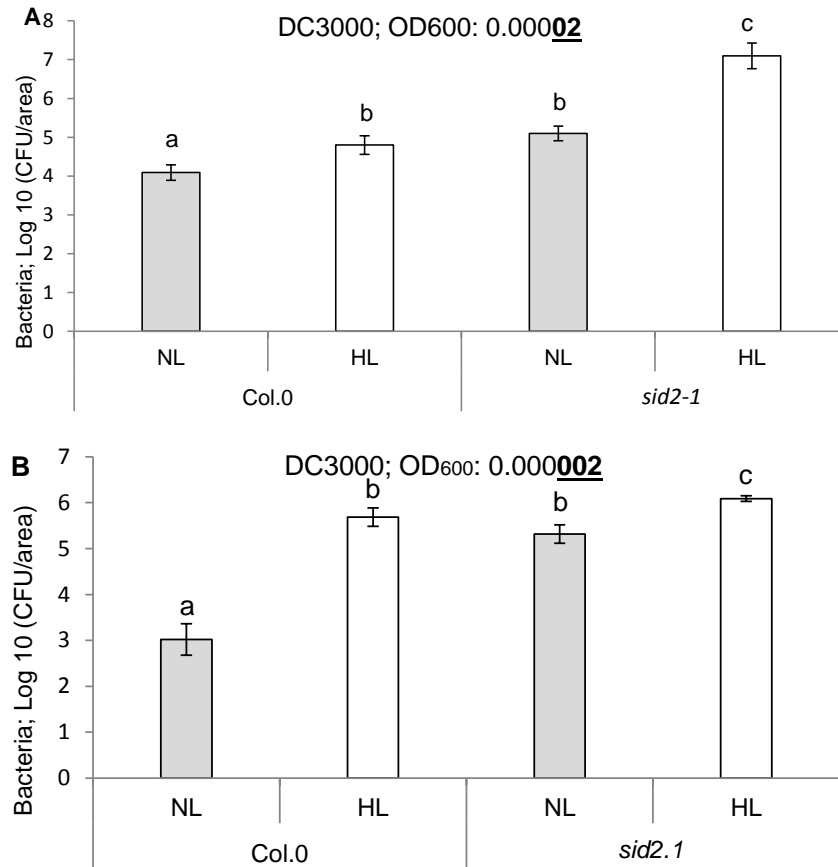 A
DC3000; OD600: 0.00002
Bacteria; Log 10 (CFU/area)
8
7
6
5
4
3
2
1
0
a
b
b
c
NL
HL
NL
HL
Col.0
sid2-1
B
DC3000; OD600: 0.000002
Bacteria; Log 10 (CFU/area)
7
6
5
4
3
2
1
0
a
b
b
c
NL
HL
NL
HL
Col.0
sid2.1